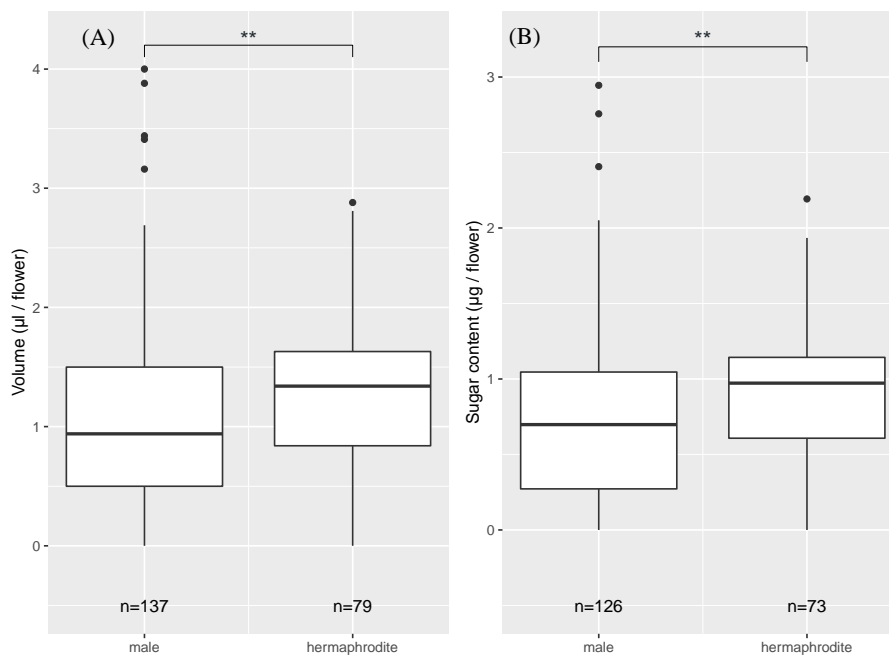 (A)
**
Volume (µl / flower)
4
3
2
1
0
n=137
n=79
male
hermaphrodite
(B)
**
Sugar content (µg / flower)
3
2
1
0
n=126
n=73
male
hermaphrodite